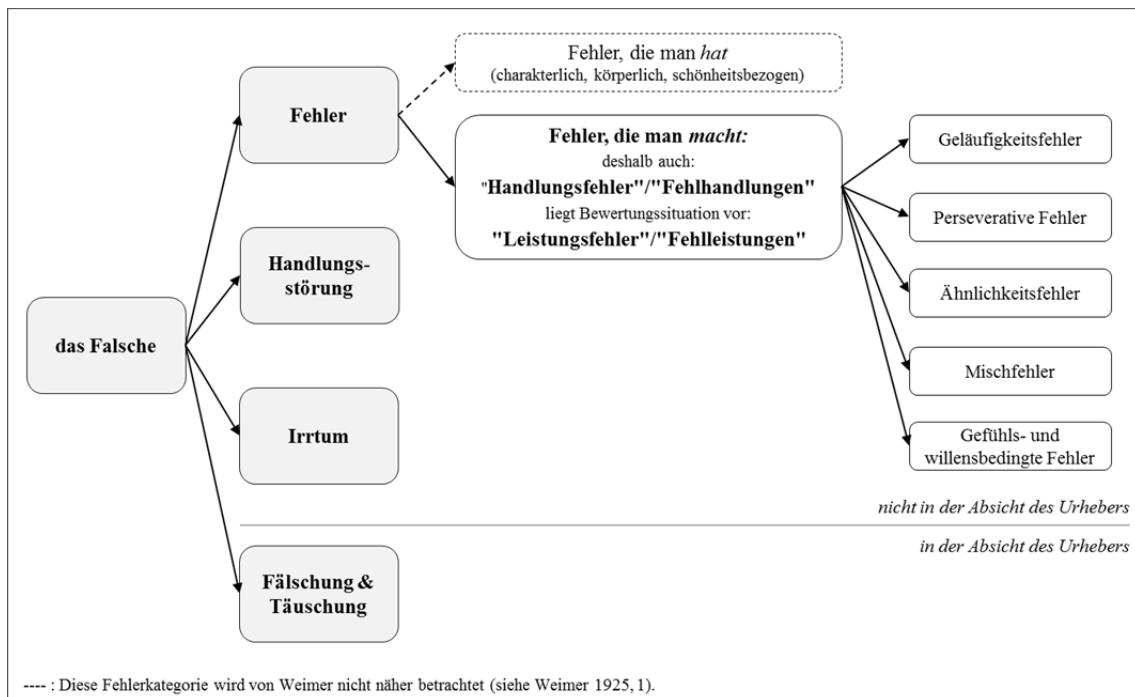 das Falsche
Fehler
Handlungs-
störung
Irrtum
Fälschung &
Täuschung
Fehler, die man hat
(charakterlich, körperlich, schönheitsbezogen)
Fehler, die man macht:
deshalb auch:
"Handlungsfehler"/"Fehlhandlungen"
liegt Bewertungssituation vor:
"Leistungsfehler"/"Fehlleistungen"
Geläufigkeitsfehler
Perseverative Fehler
Ähnlichkeitsfehler
Mischfehler
Gefühls- und
willensbedingte Fehler
nicht in der Absicht des Urhebers
in der Absicht des Urhebers
---- : Diese Fehlerkategorie wird von Weimer nicht näher betrachtet (siehe Weimer 1925, 1).